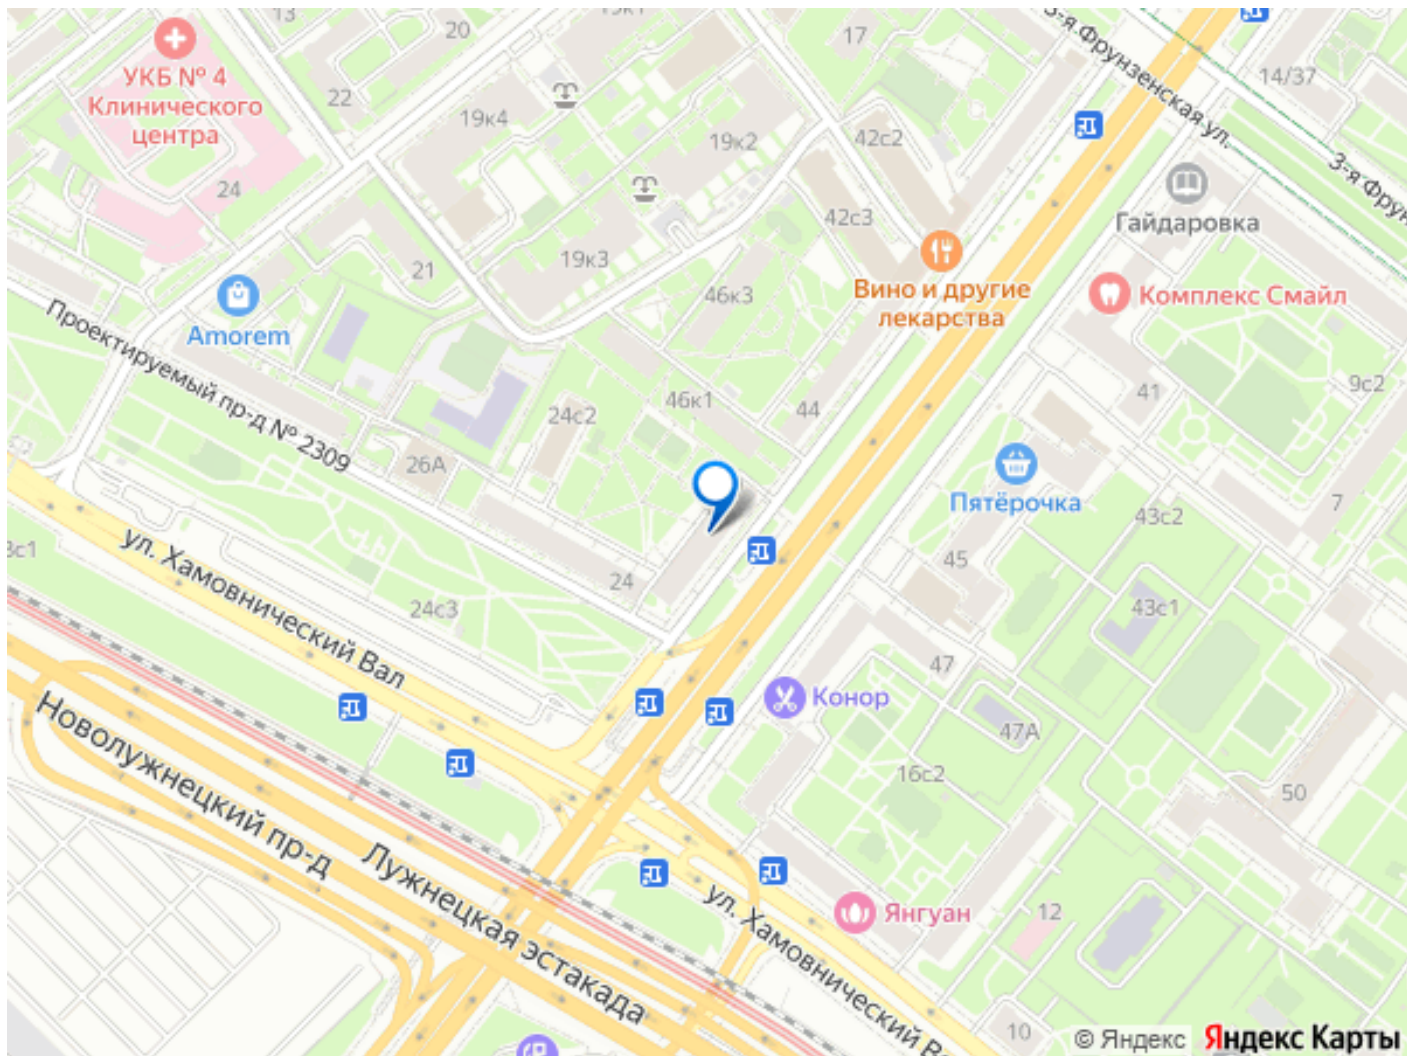 13
20
19к1
17
УКБ № 4
Клинического
центра
22
19к4
19к2
42с2
3-я Фрунзенская ул.
14/37
3-я Фрун
24
42с3
Гайдаровка
21
19к3
46к3
Вино и другие
лекарства
Комплекс Смайл
Amorem
Проектируемый пр-д № 2309
24с2
46к1
44
41
9с2
26А
Пятёрочка
7
43с2
ул. Хамовнический Вал
45
24
24с3
43с1
47
Конор
47А
Новолужнецкий пр-д
16с2
50
Лужнецкая эстакада
ул. Хамовнический В
Янгуан
12
10
© Яндекс Яндекс Карты